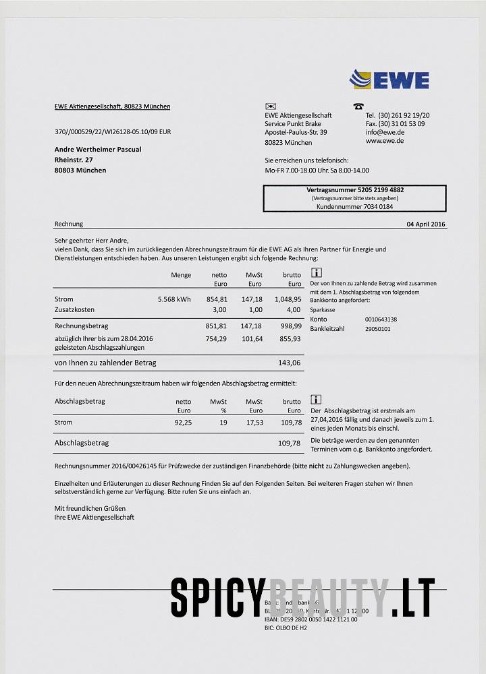 EWE
EWE Aktiengesellschaft, 80823 München
370//000529/22/WI26128-05.10/09 EUR
Andre Wertheimer Pascual
Rheinstr. 27
80803 München
EWE Aktiengesellschaft
Service Punkt Brake
Apostel-Paulus-Str. 39
80823 München
Tel. (30) 261 92 19/20
Fax. (30) 31 01 53 09
info@ewe.de
www.ewe.de
Sie erreichen uns telefonisch:
Mo-FR 7.00-18.00 Uhr. Sa 8.00-14.00
Vertragsnummer 5205 2199 4882
(Vertragsnummer bitte stets angeben)
Kundennummer 7034 0184
Rechnung 04 April 2016
Sehr geehrter Herr Andre,
vielen Dank, dass Sie sich im zurückliegenden Abrechnungszeitraum für die EWE AG als Ihren Partner für Energie und
Dienstleistungen entschieden haben. Aus unseren Leistungen ergibt sich folgende Rechnung:
Menge netto MwSt brutto
Euro Euro Euro
Strom 5.568 kWh 854,81 147,18 1,048,95
Zusatzkosten 3,00 1,00 4,00
Rechnungsbetrag 851,81 147,18 998,99
abzüglich Ihrer bis zum 28.04.2016 754,29 101,64 855,93
geleisteten Abschlagszahlungen
von Ihnen zu zahlender Betrag 143,06
i
Der von Ihnen zu zahlende Betrag wird zusammen
mit dem 1. Abschlagsbetrag von folgendem
Bankkonto angefordert:
Sparkasse
Konto 0010643138
Bankleitzahl 29050101
Für den neuen Abrechnungszeitraum haben wir folgenden Abschlagsbetrag ermittelt:
Abschlagsbetrag netto MwSt MwSt brutto
Euro % Euro Euro
Strom 92,25 19 17,53 109,78
Abschlagsbetrag 109,78
i
Der Abschlagsbetrag ist erstmals am
27.04.2016 fällig und danach jeweils zum 1.
eines jeden Monats bis einschl.
Die beträge werden zu den genannten
Terminen vom o.g. Bankkonto angefordert.
Rechnungsnummer 2016/00426145 für Prüfzwecke der zuständigen Finanzbehörde (bitte nicht zu Zahlungswecken angeben).
Einzelheiten und Erläuterungen zu dieser Rechnung Finden Sie auf den Folgenden Seiten. Bei weiteren Fragen stehen wir Ihnen
selbstverständlich gerne zur Verfügung. Bitte rufen Sie uns einfach an.
Mit freundlichen Grüßen
Ihre EWE Aktiengesellschaft
SPICYBEAUTY.LT
IBAN: DE59 2802 0050 1422 1121 00
BIC: OLBO DE H2